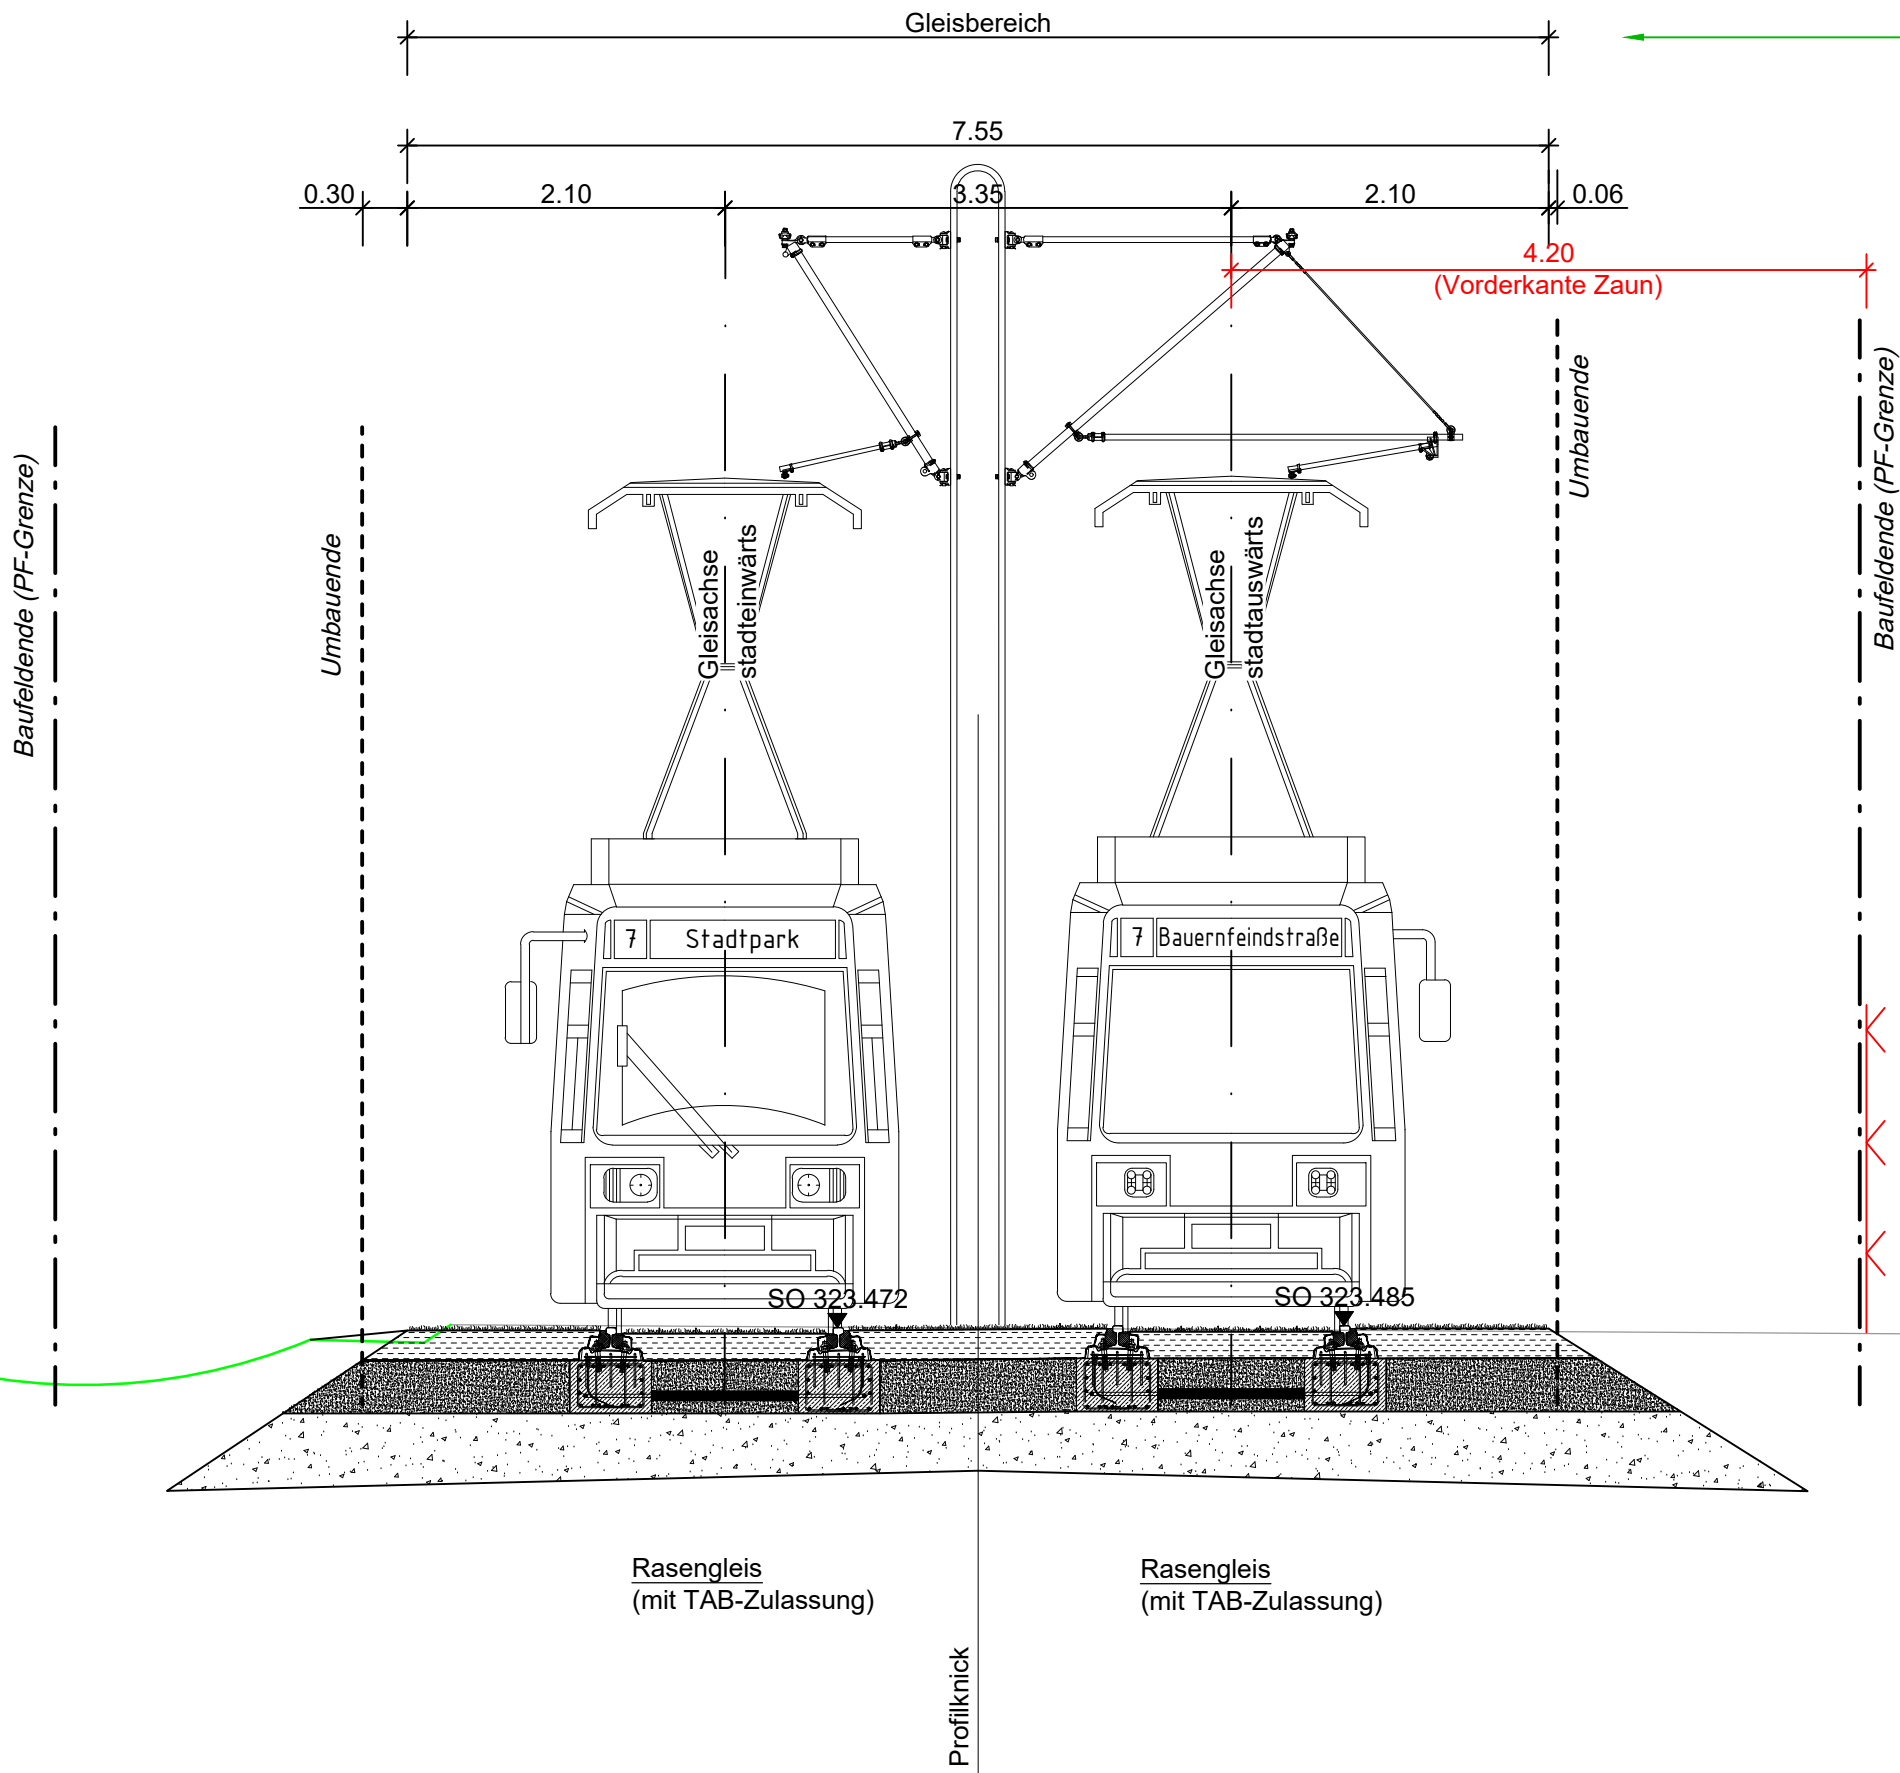 Gleisbereich
7.55
0.30
2.10
3.35
2.10
0.06
4.20
(Vorderkante Zaun)
Baufeldende (PF-Grenze)
Umbauende
Gleisachse
stadteinwärts
Gleisachse
stadtauswärts
Umbauende
Baufeldende (PF-Grenze)
7 Stadtpark
7 Bauernfeindstraße
SO 323.472
SO 323.485
Rasengleis
(mit TAB-Zulassung)
Rasengleis
(mit TAB-Zulassung)
Profilknick